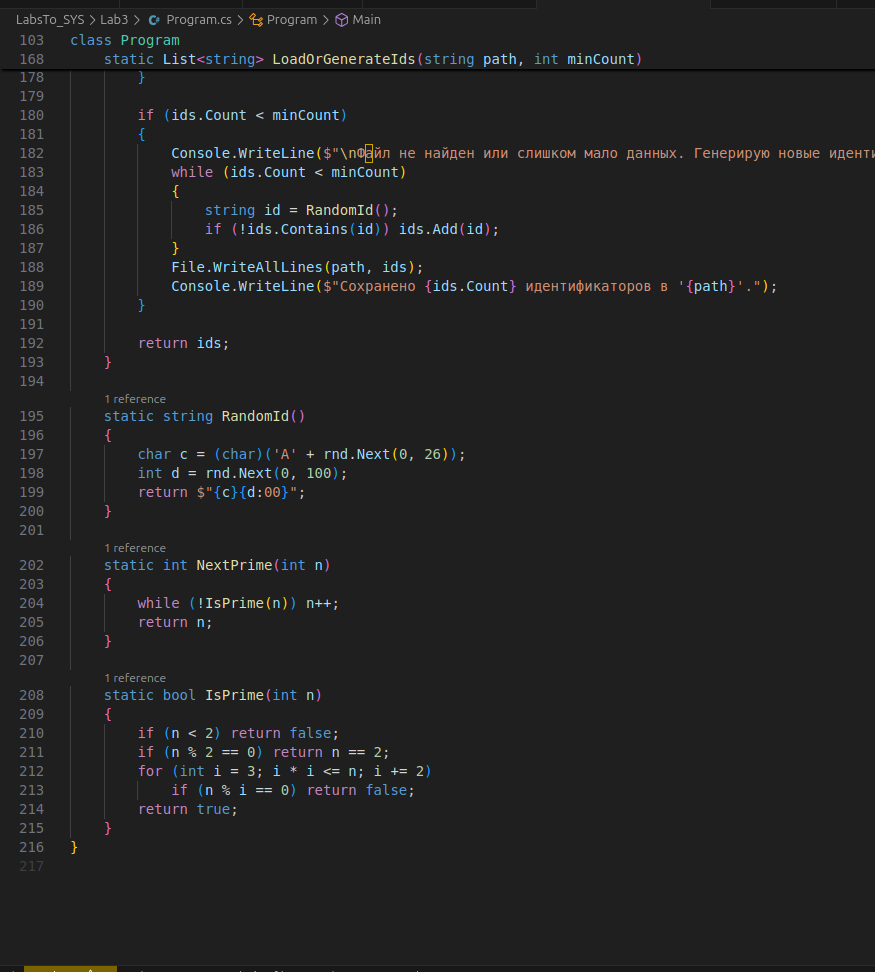 LabsTo_SYS > Lab3 > Program.cs > Program > Main
103 class Program
168 static List<string> LoadOrGenerateIds(string path, int minCount)
178 }
179
180 if (ids.Count < minCount)
181 {
182 Console.WriteLine($"\nФайл не найден или слишком мало данных. Генерирую новые иденти
183 while (ids.Count < minCount)
184 {
185 string id = RandomId();
186 if (!ids.Contains(id)) ids.Add(id);
187 }
188 File.WriteAllLines(path, ids);
189 Console.WriteLine($"Сохранено {ids.Count} идентификаторов в '{path}'.");
190 }
191
192 return ids;
193 }
194
1 reference
195 static string RandomId()
196 {
197 char c = (char)('A' + rnd.Next(0, 26));
198 int d = rnd.Next(0, 100);
199 return $"{c}{d:00}";
200 }
201
1 reference
202 static int NextPrime(int n)
203 {
204 while (!IsPrime(n)) n++;
205 return n;
206 }
207
1 reference
208 static bool IsPrime(int n)
209 {
210 if (n < 2) return false;
211 if (n % 2 == 0) return n == 2;
212 for (int i = 3; i * i <= n; i += 2)
213 if (n % i == 0) return false;
214 return true;
215 }
216 }
217